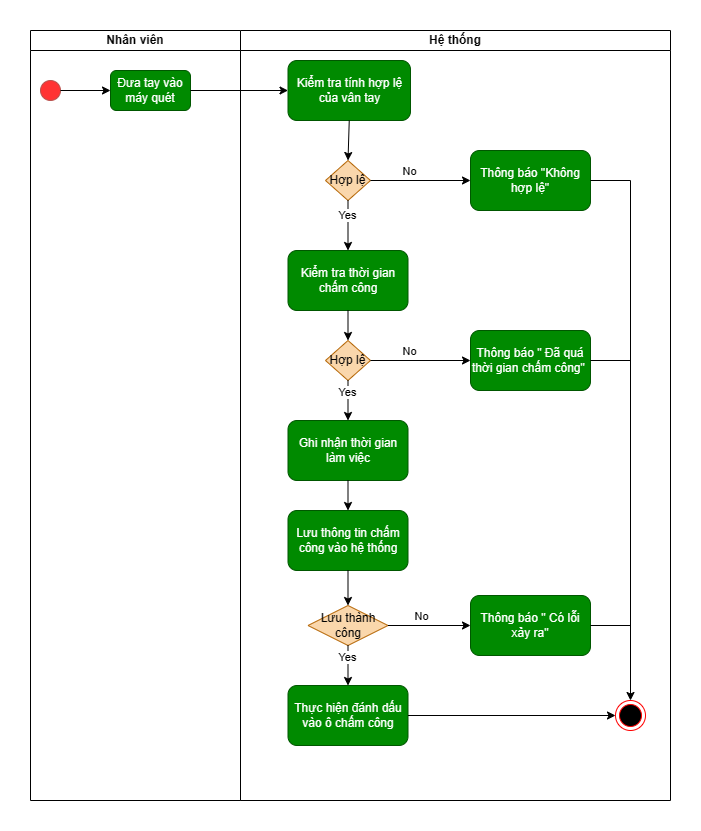 Nhân viên
Hệ thống
Đưa tay vào
máy quét
Kiểm tra tính hợp lệ
của vân tay
Hợp lệ
No
Thông báo "Không
hợp lệ"
Yes
Kiểm tra thời gian
chấm công
Hợp lệ
No
Thông báo " Đã quá
thời gian chấm công"
Yes
Ghi nhận thời gian
làm việc
Lưu thông tin chấm
công vào hệ thống
Lưu thành
công
No
Thông báo " Có lỗi
xảy ra"
Yes
Thực hiện đánh dấu
vào ô chấm công